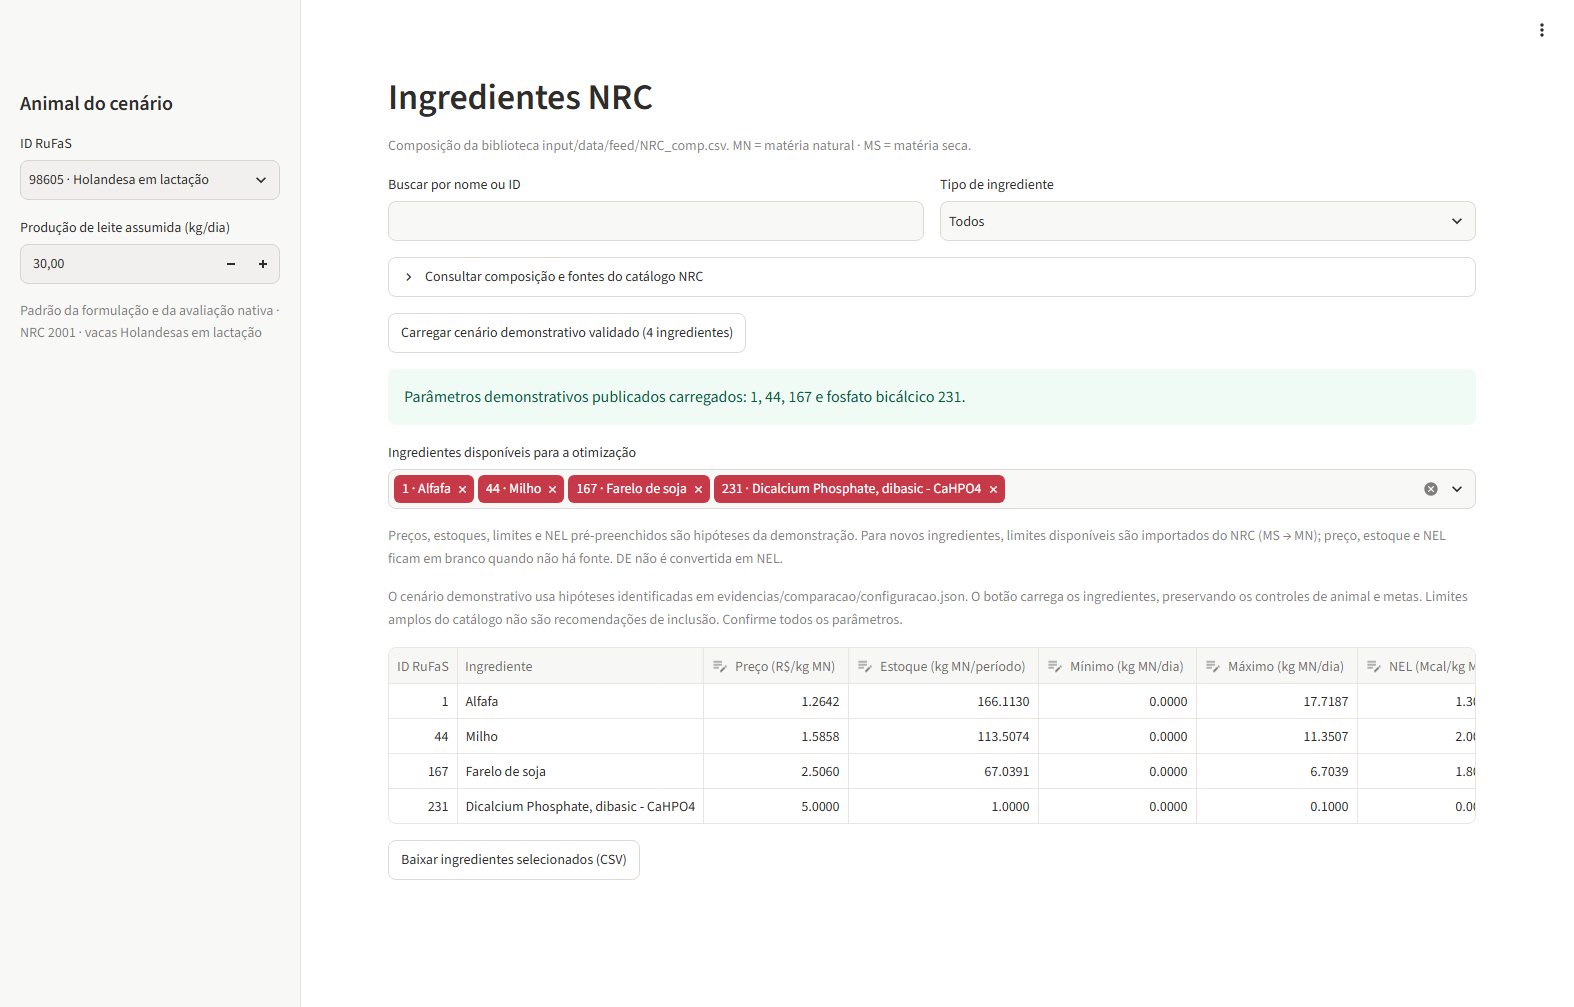 Animal do cenário
ID RuFaS
98605 · Holandesa em lactação
Produção de leite assumida (kg/dia)
30,00
Padrão da formulação e da avaliação nativa ·
NRC 2001 · vacas Holandesas em lactação
Ingredientes NRC
Composição da biblioteca input/data/feed/NRC_comp.csv. MN = matéria natural · MS = matéria seca.
Buscar por nome ou ID
Tipo de ingrediente
Todos
Consultar composição e fontes do catálogo NRC
Carregar cenário demonstrativo validado (4 ingredientes)
Parâmetros demonstrativos publicados carregados: 1, 44, 167 e fosfato bicálcico 231.
Ingredientes disponíveis para a otimização
1 · Alfafa × 44 · Milho × 167 · Farelo de soja × 231 · Dicalcium Phosphate, dibasic - CaHPO4 ×
Preços, estoques, limites e NEL pré-preenchidos são hipóteses da demonstração. Para novos ingredientes, limites disponíveis são importados do NRC (MS → MN); preço, estoque e NEL
ficam em branco quando não há fonte. DE não é convertida em NEL.
O cenário demonstrativo usa hipóteses identificadas em evidencias/comparacao/configuracao.json. O botão carrega os ingredientes, preservando os controles de animal e metas. Limites
amplos do catálogo não são recomendações de inclusão. Confirme todos os parâmetros.
ID RuFaS Ingrediente Preço (R$/kg MN) Estoque (kg MN/período) Mínimo (kg MN/dia) Máximo (kg MN/dia) NEL (Mcal/kg
1 Alfafa 1.2642 166.1130 0.0000 17.7187 1.3
44 Milho 1.5858 113.5074 0.0000 11.3507 2.0
167 Farelo de soja 2.5060 67.0391 0.0000 6.7039 1.8
231 Dicalcium Phosphate, dibasic - CaHPO4 5.0000 1.0000 0.0000 0.1000 0.0
Baixar ingredientes selecionados (CSV)